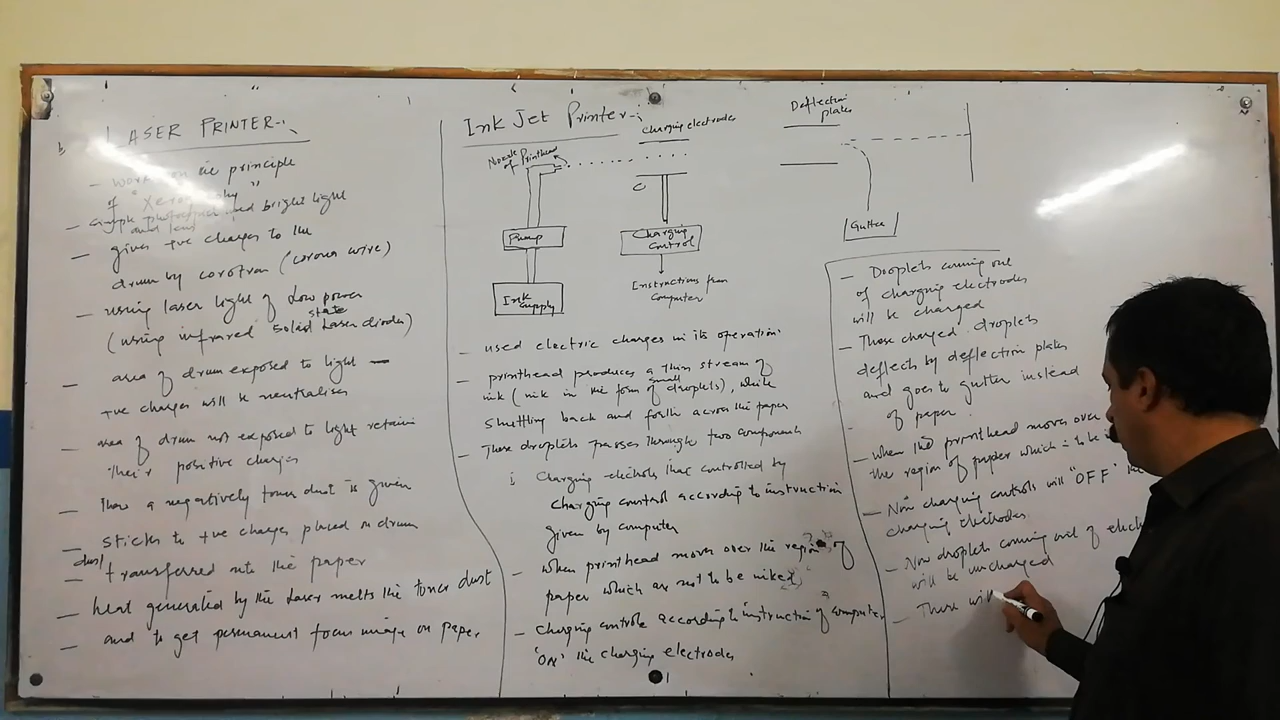 LASER PRINTER:-
- work on the principle
of "Xerography"
and bright light
and lens
- gives +ve charges to the
drum by corotron (corona wire)
- using laser light of low power
(using infrared solid state Laser diodes)
- area of drum exposed to light -
+ve charges will be neutralises
- area of drum not exposed to light retain
their positive charges
- Then a negatively toner dust is given
- sticks to +ve charges placed on drum
- dust transferred into the paper
- heat generated by the Laser melts the toner dust
- and to get permanent focus image on paper.
Ink Jet Printer:-
Nozzle of Printhead
Charging electrodes
Deflection
plates
C
Pump
Charging
Control
Gutter
Ink
supply
Instructions from
Computer
- used electric charges in its operation.
- printhead produces a thin stream of
ink (ink in the form of small droplets), while
shuttling back and forth across the paper
- These droplets passes through two components
i Charging electrods that controlled by
Charging control according to instruction
given by computer
- when printhead moves over the region of
paper which are not to be inked
- Charging controls according to instruction of computer
'ON' the charging electrodes
- Droplets coming out
of charging electrodes
will be charged
- Those charged droplets
deflect by deflection plates
and goes to gutter instead
of paper.
- when the printhead moves over
the region of paper which is to be
- Now charging controls will "OFF" the
charging electrodes
- Now droplets coming out of
will be uncharged
- These will